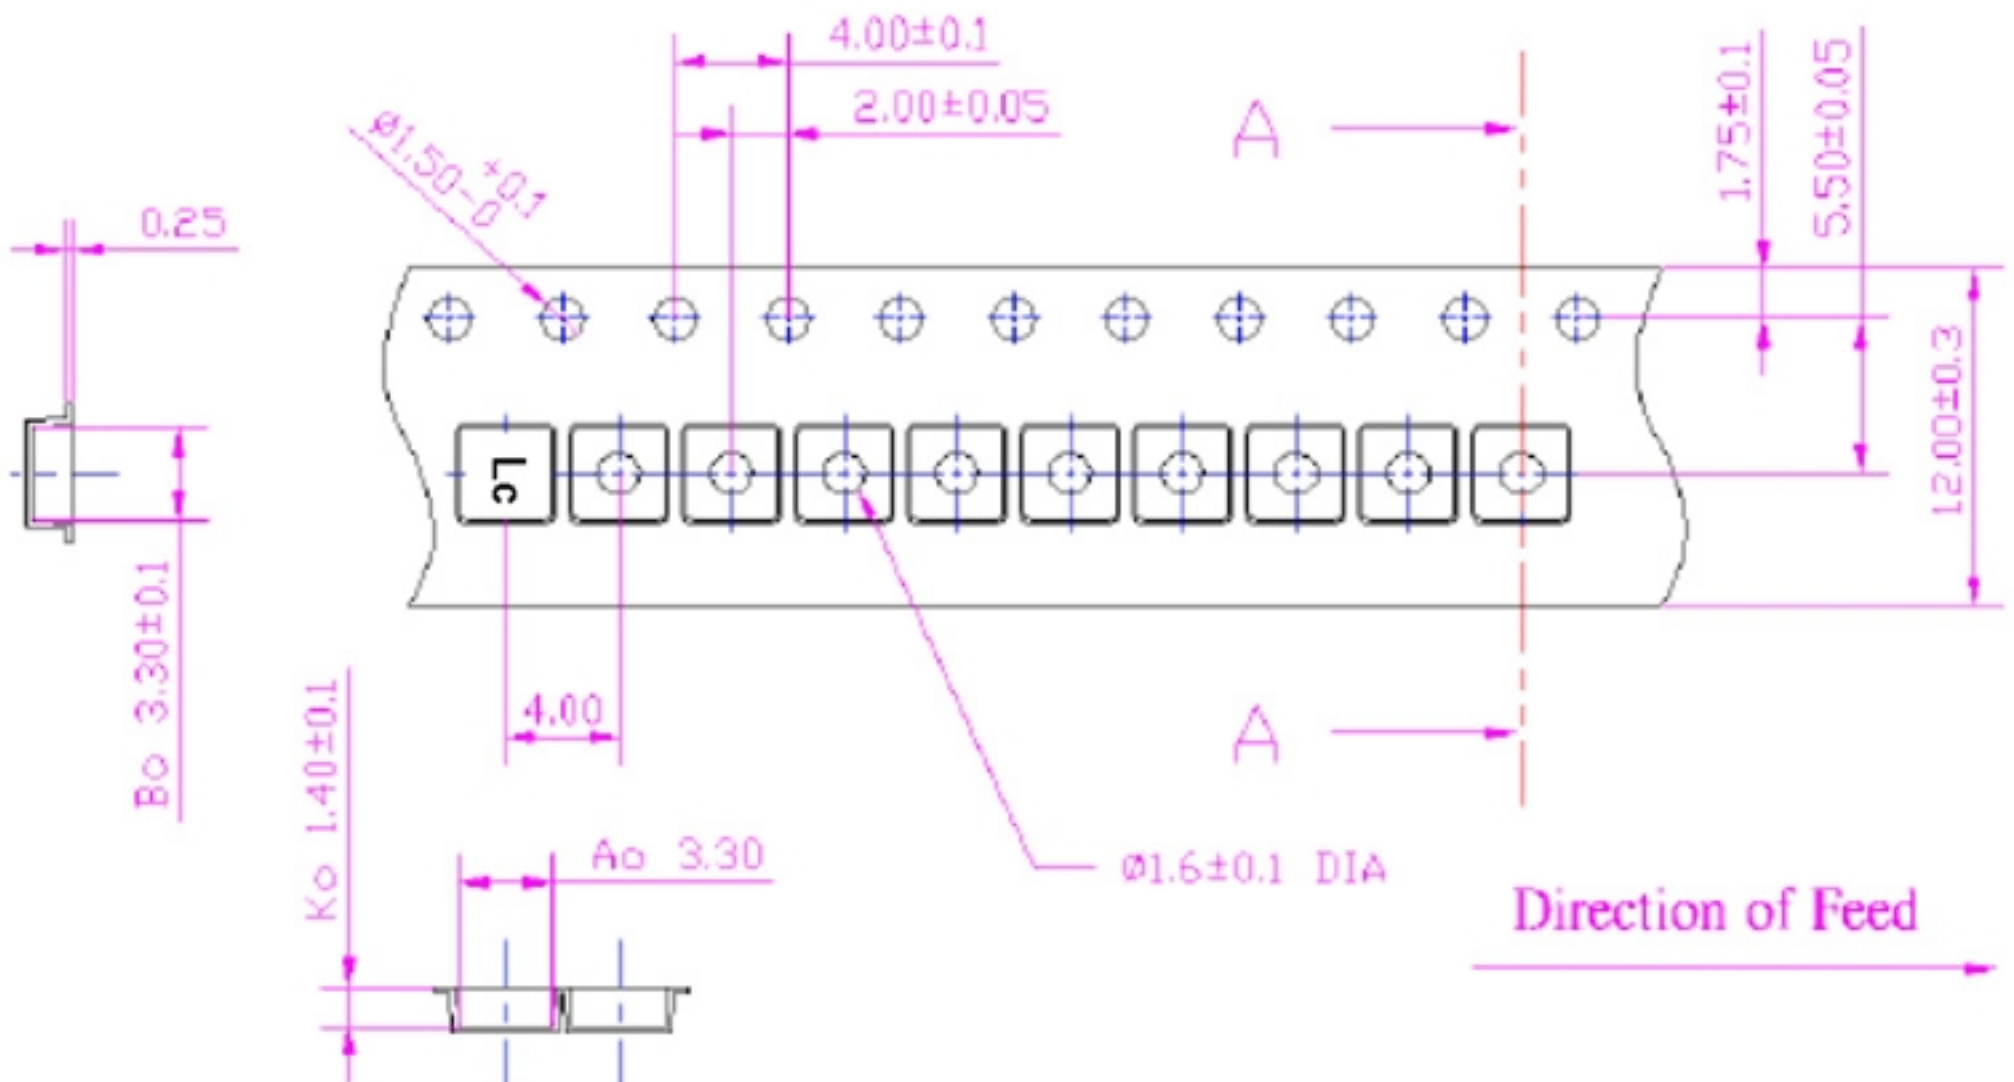 4.00±0.1
2.00±0.05
Ø1.50 +0.1
-0
A
1.75±0.1
5.50±0.05
0.25
Lc
12.00±0.3
Bo 3.30±0.1
4.00
A
Ko 1.40±0.1
Ao 3.30
Ø1.6±0.1 DIA
Direction of Feed